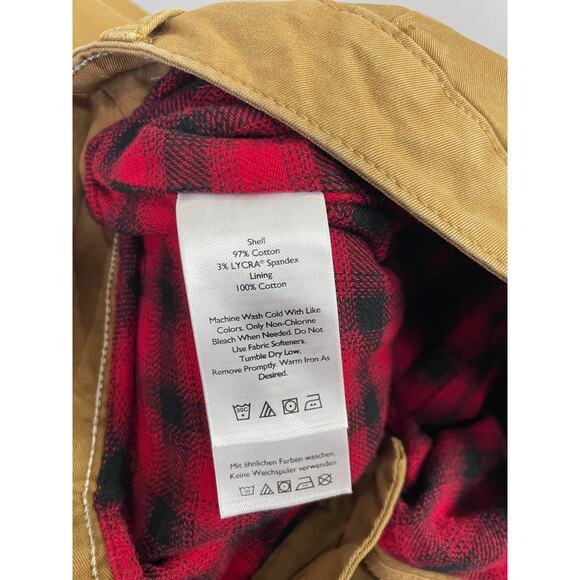 Shell
97% Cotton
3% LYCRA® Spandex
Lining
100% Cotton
Machine Wash Cold With Like
Colors. Only Non-Chlorine
Bleach When Needed. Do Not
Use Fabric Softeners.
Tumble Dry Low.
Remove Promptly. Warm Iron As
Desired.
30C
Mit ähnlichen Farben waschen.
Keine Weichspüler verwenden.